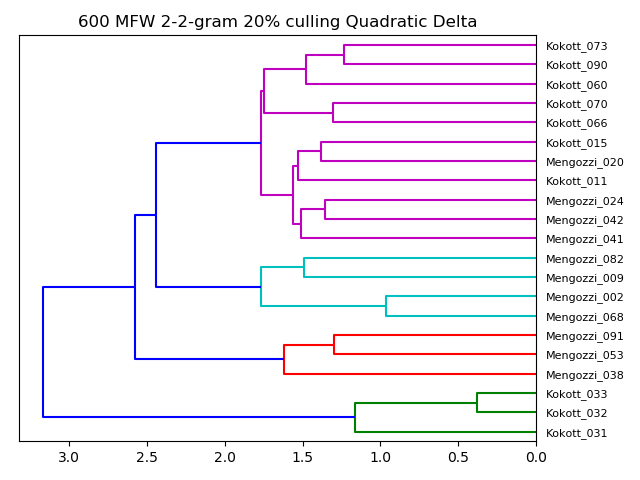 600 MFW 2-2-gram 20% culling Quadratic Delta
Kokott_073
Kokott_090
Kokott_060
Kokott_070
Kokott_066
Kokott_015
Mengozzi_020
Kokott_011
Mengozzi_024
Mengozzi_042
Mengozzi_041
Mengozzi_082
Mengozzi_009
Mengozzi_002
Mengozzi_068
Mengozzi_091
Mengozzi_053
Mengozzi_038
Kokott_033
Kokott_032
Kokott_031
3.0 2.5 2.0 1.5 1.0 0.5 0.0